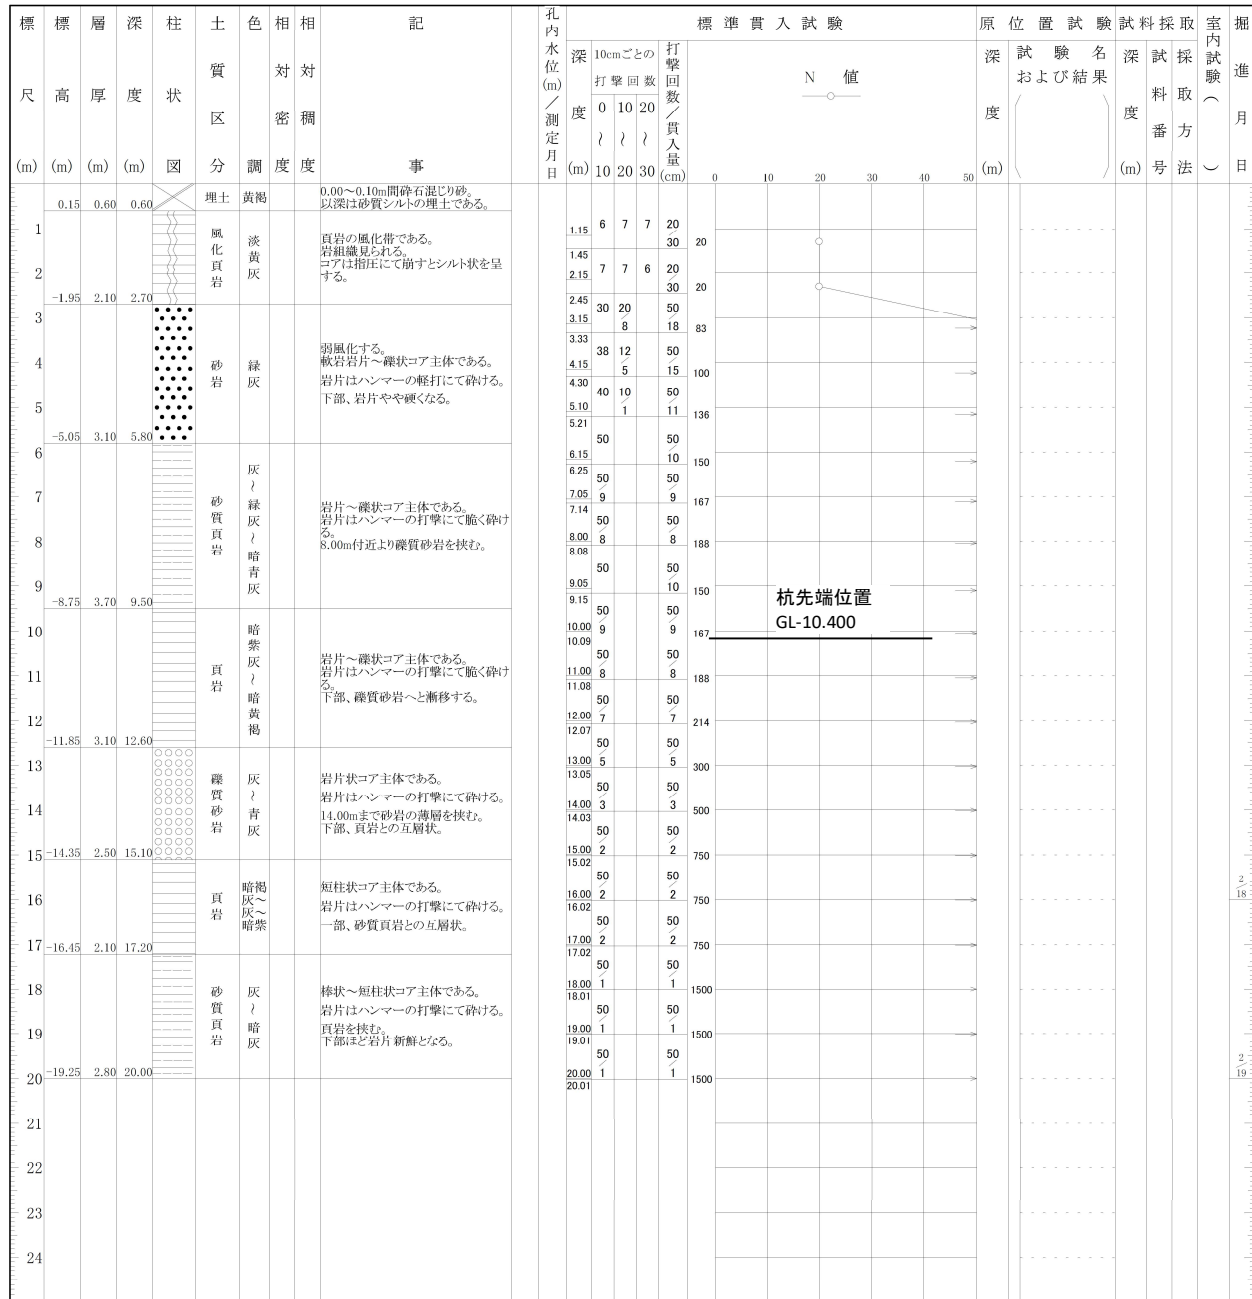 標尺(m)
標高(m)
層厚(m)
深度(m)
柱状図
土質区分
色調
相対密度
相対稠度
記事
孔内水位(m)／測定月日
標準貫入試験
深度(m)
10cmごとの
打撃回数
0 10 20
～ ～ ～
10 20 30
打撃回数／貫入量(cm)
N 値
0 10 20 30 40 50
原位置試験
深度(m)
試験名
および結果
試料採取
深度(m)
試料番号
採取方法
室内試験( )
掘進月日
0.15 0.60 0.60 埋土 黄褐
0.00～0.10m間砕石混じり砂。
以深は砂質シルトの埋土である。
-1.95 2.10 2.70 風化頁岩 淡黄灰
頁岩の風化帯である。
岩組織見られる。
コアは指圧にて崩すとシルト状を呈
する。
-5.05 3.10 5.80 砂岩 緑灰
弱風化する。
軟岩岩片～礫状コア主体である。
岩片はハンマーの軽打にて砕ける。
下部、岩片やや硬くなる。
-8.75 3.70 9.50 砂質頁岩 灰～緑灰～暗青灰
岩片～礫状コア主体である。
岩片はハンマーの打撃にて脆く砕け
る。
8.00m付近より礫質砂岩を挟む。
-11.85 3.10 12.60 頁岩 暗紫灰～暗黄褐
岩片～礫状コア主体である。
岩片はハンマーの打撃にて脆く砕け
る。
下部、礫質砂岩へと漸移する。
-14.35 2.50 15.10 礫質砂岩 灰～青灰
岩片状コア主体である。
岩片はハンマーの打撃にて砕ける。
14.00mまで砂岩の薄層を挟む。
下部、頁岩との互層状。
-16.45 2.10 17.20 頁岩
暗褐
灰～
灰～
暗紫
短柱状コア主体である。
岩片はハンマーの打撃にて砕ける。
一部、砂質頁岩との互層状。
-19.25 2.80 20.00 砂質頁岩 灰～暗灰
棒状～短柱状コア主体である。
岩片はハンマーの打撃にて砕ける。
頁岩を挟む。
下部ほど岩片新鮮となる。
1
2
3
4
5
6
7
8
9
10
11
12
13
14
15
16
17
18
19
20
21
22
23
24
1.15 6 7 7 20/30 20
1.45
2.15 7 7 6 20/30 20
2.45
3.15 30 20/8 50/18 83
3.33
4.15 38 12/5 50/15 100
4.30
5.10 40 10/1 50/11 136
5.21
6.15 50 50/10 150
6.25
7.05 50/9 50/9 167
7.14
8.00 50/8 50/8 188
8.08
9.05 50 50/10 150
9.15
10.00 50/9 50/9 167
10.09
11.00 50/8 50/8 188
11.08
12.00 50/7 50/7 214
12.07
13.00 50/5 50/5 300
13.05
14.00 50/3 50/3 500
14.03
15.00 50/2 50/2 750
15.02
16.00 50/2 50/2 750
16.02
17.00 50/2 50/2 750
17.02
18.00 50/1 50/1 1500
18.01
19.00 50/1 50/1 1500
19.01
20.00 50/1 50/1 1500
20.01
杭先端位置
GL-10.400
2/18
2/19